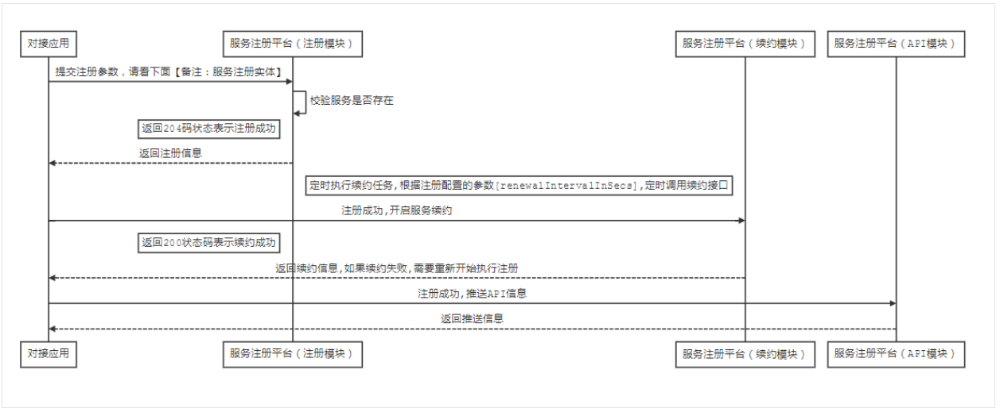 对接应用
服务注册平台（注册模块）
服务注册平台（续约模块）
服务注册平台（API模块）
提交注册参数，请看下面【备注：服务注册实体】
校验服务是否存在
返回204码状态表示注册成功
返回注册信息
定时执行续约任务,根据注册配置的参数[renewalIntervalInSecs],定时调用续约接口
注册成功,开启服务续约
返回200状态码表示续约成功
返回续约信息,如果续约失败,需要重新开始执行注册
注册成功,推送API信息
返回推送信息
对接应用
服务注册平台（注册模块）
服务注册平台（续约模块）
服务注册平台（API模块）